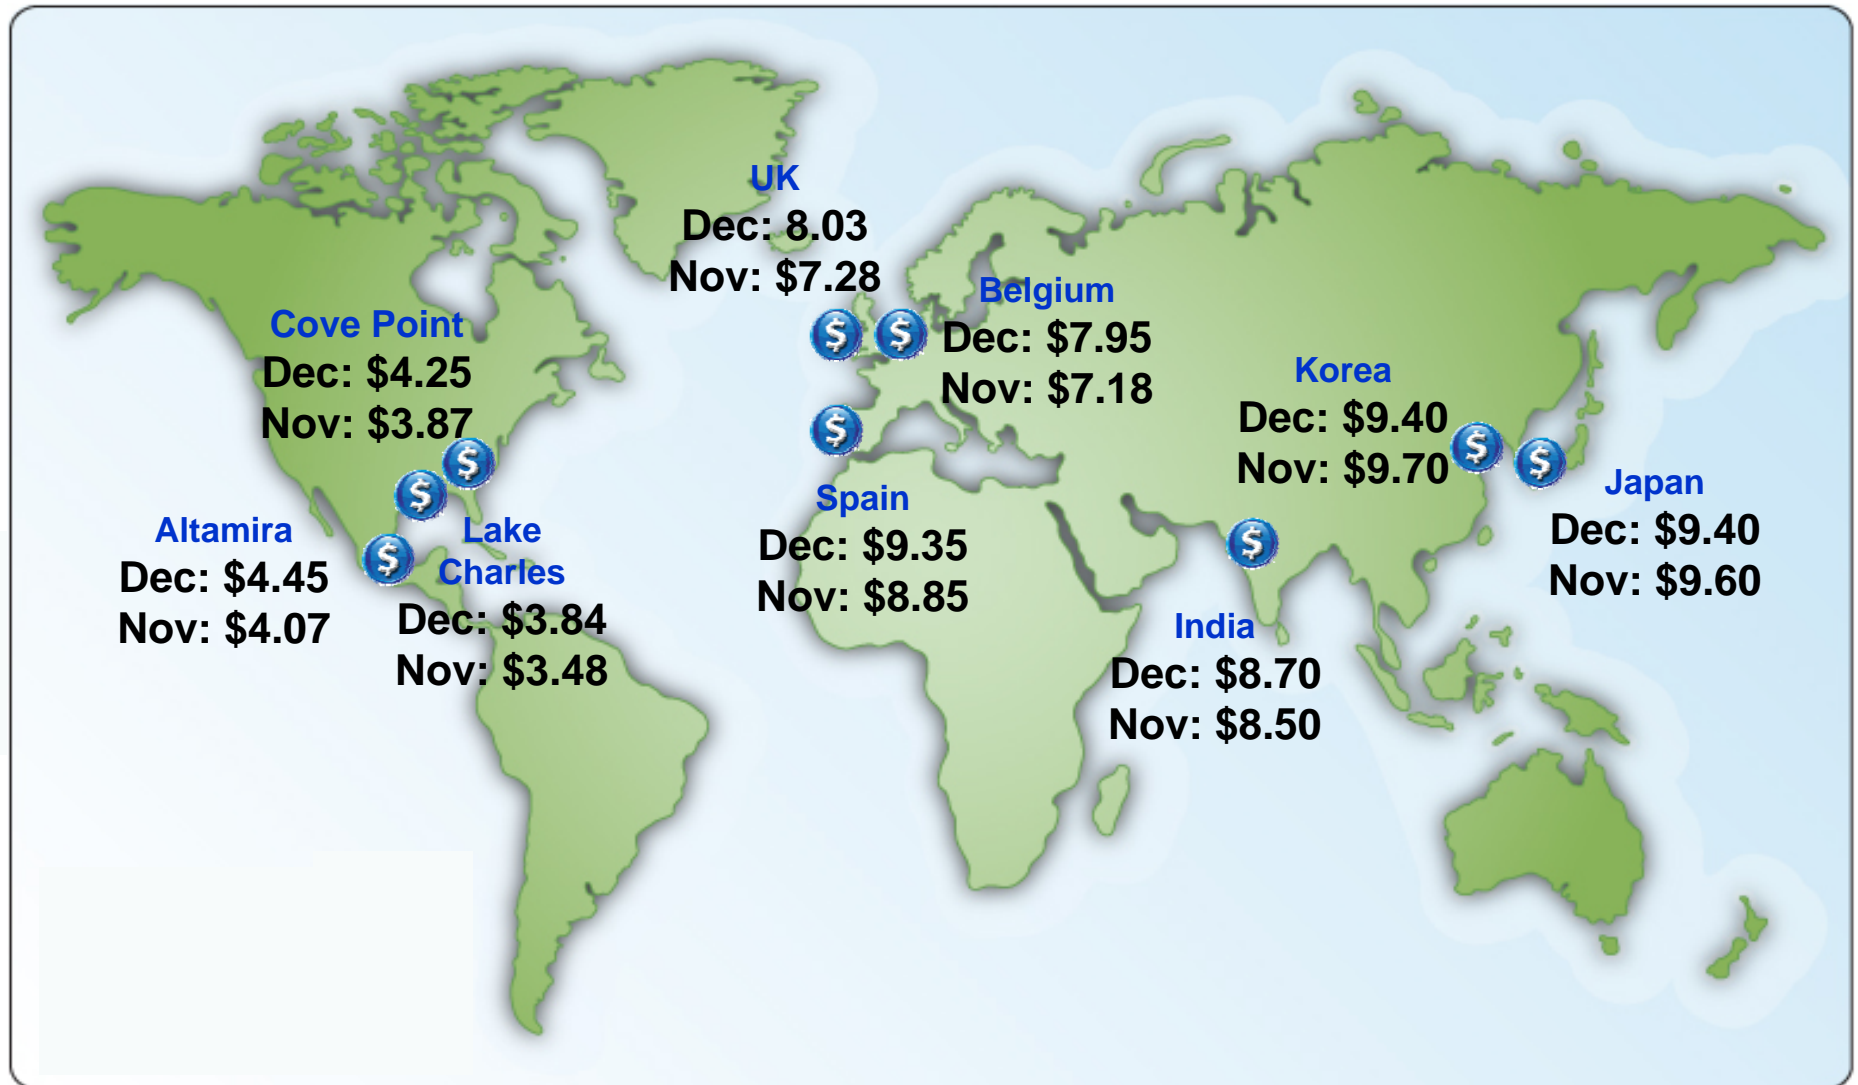 UK
Dec: 8.03
Nov: $7.28
Belgium
Dec: $7.95
Nov: $7.18
Cove Point
Dec: $4.25
Nov: $3.87
Korea
Dec: $9.40
Nov: $9.70
Japan
Dec: $9.40
Nov: $9.60
Spain
Dec: $9.35
Nov: $8.85
Altamira
Dec: $4.45
Nov: $4.07
Lake
Charles
Dec: $3.84
Nov: $3.48
India
Dec: $8.70
Nov: $8.50
$
$
$
$
$
$
$
$
$